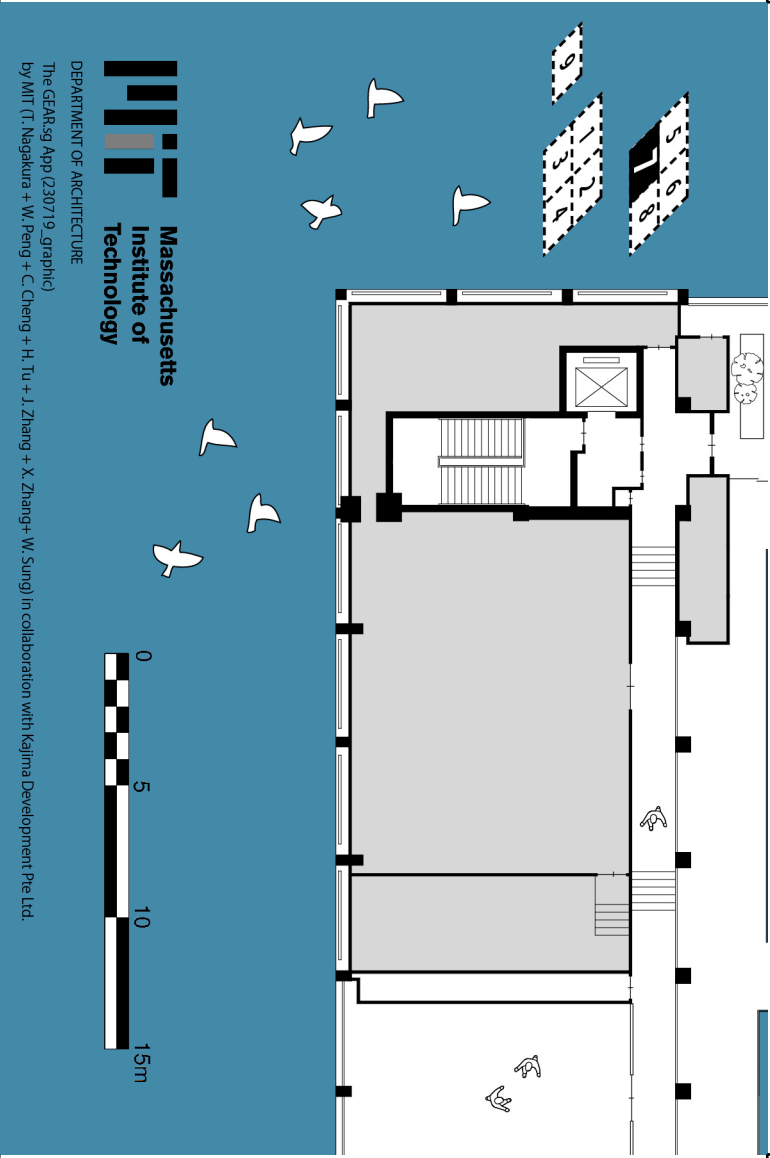 MiT
Massachusetts
Institute of
Technology
DEPARTMENT OF ARCHITECTURE
The GEAR.sg App (230719_graphic)
by MIT (T. Nagakura + W. Peng + C. Cheng + H. Tu + J. Zhang + X. Zhang+ W. Sung) in collaboration with Kajima Development Pte Ltd.
5 6
7 8
1 2
3 4
9
0 5 10 15m